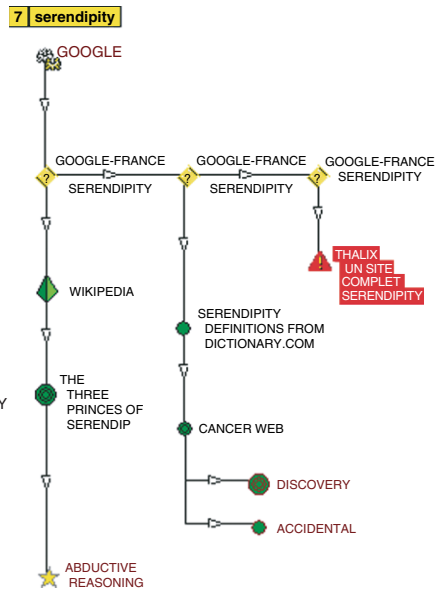 7 serendipity
GOOGLE
GOOGLE-FRANCE
SERENDIPITY
GOOGLE-FRANCE
SERENDIPITY
GOOGLE-FRANCE
SERENDIPITY
?
?
?
THALIX
UN SITE
COMPLET
SERENDIPITY
WIKIPEDIA
SERENDIPITY
DEFINITIONS FROM
DICTIONARY.COM
THE
THREE
PRINCES OF
SERENDIP
Y
CANCER WEB
DISCOVERY
ACCIDENTAL
ABDUCTIVE
REASONING